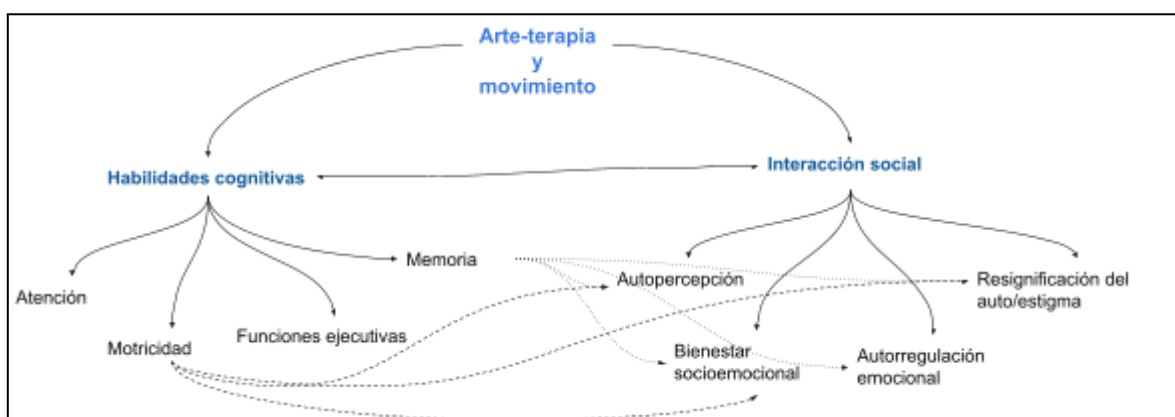 Arte-terapia
y
movimiento
Habilidades cognitivas
Interacción social
Memoria
Atención
Motricidad
Funciones ejecutivas
Autopercepción
Resignificación del
auto/estigma
Bienestar
socioemocional
Autorregulación
emocional